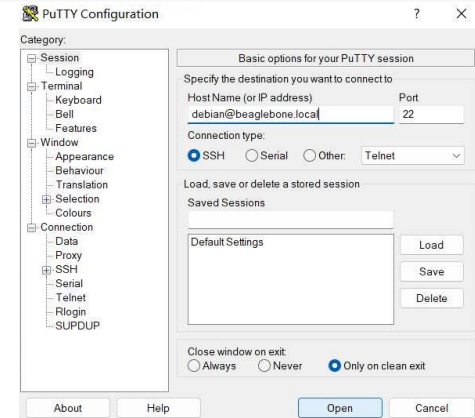 PuTTY Configuration ? X
Category:
Session
Logging
Terminal
Keyboard
Bell
Features
Window
Appearance
Behaviour
Translation
Selection
Colours
Connection
Data
Proxy
SSH
Serial
Telnet
Rlogin
SUPDUP
Basic options for your PuTTY session
Specify the destination you want to connect to
Host Name (or IP address) Port
debian@beaglebone.local 22
Connection type:
SSH Serial Other: Telnet
Load, save or delete a stored session
Saved Sessions
Default Settings
Load
Save
Delete
Close window on exit:
Always Never Only on clean exit
About Help Open Cancel